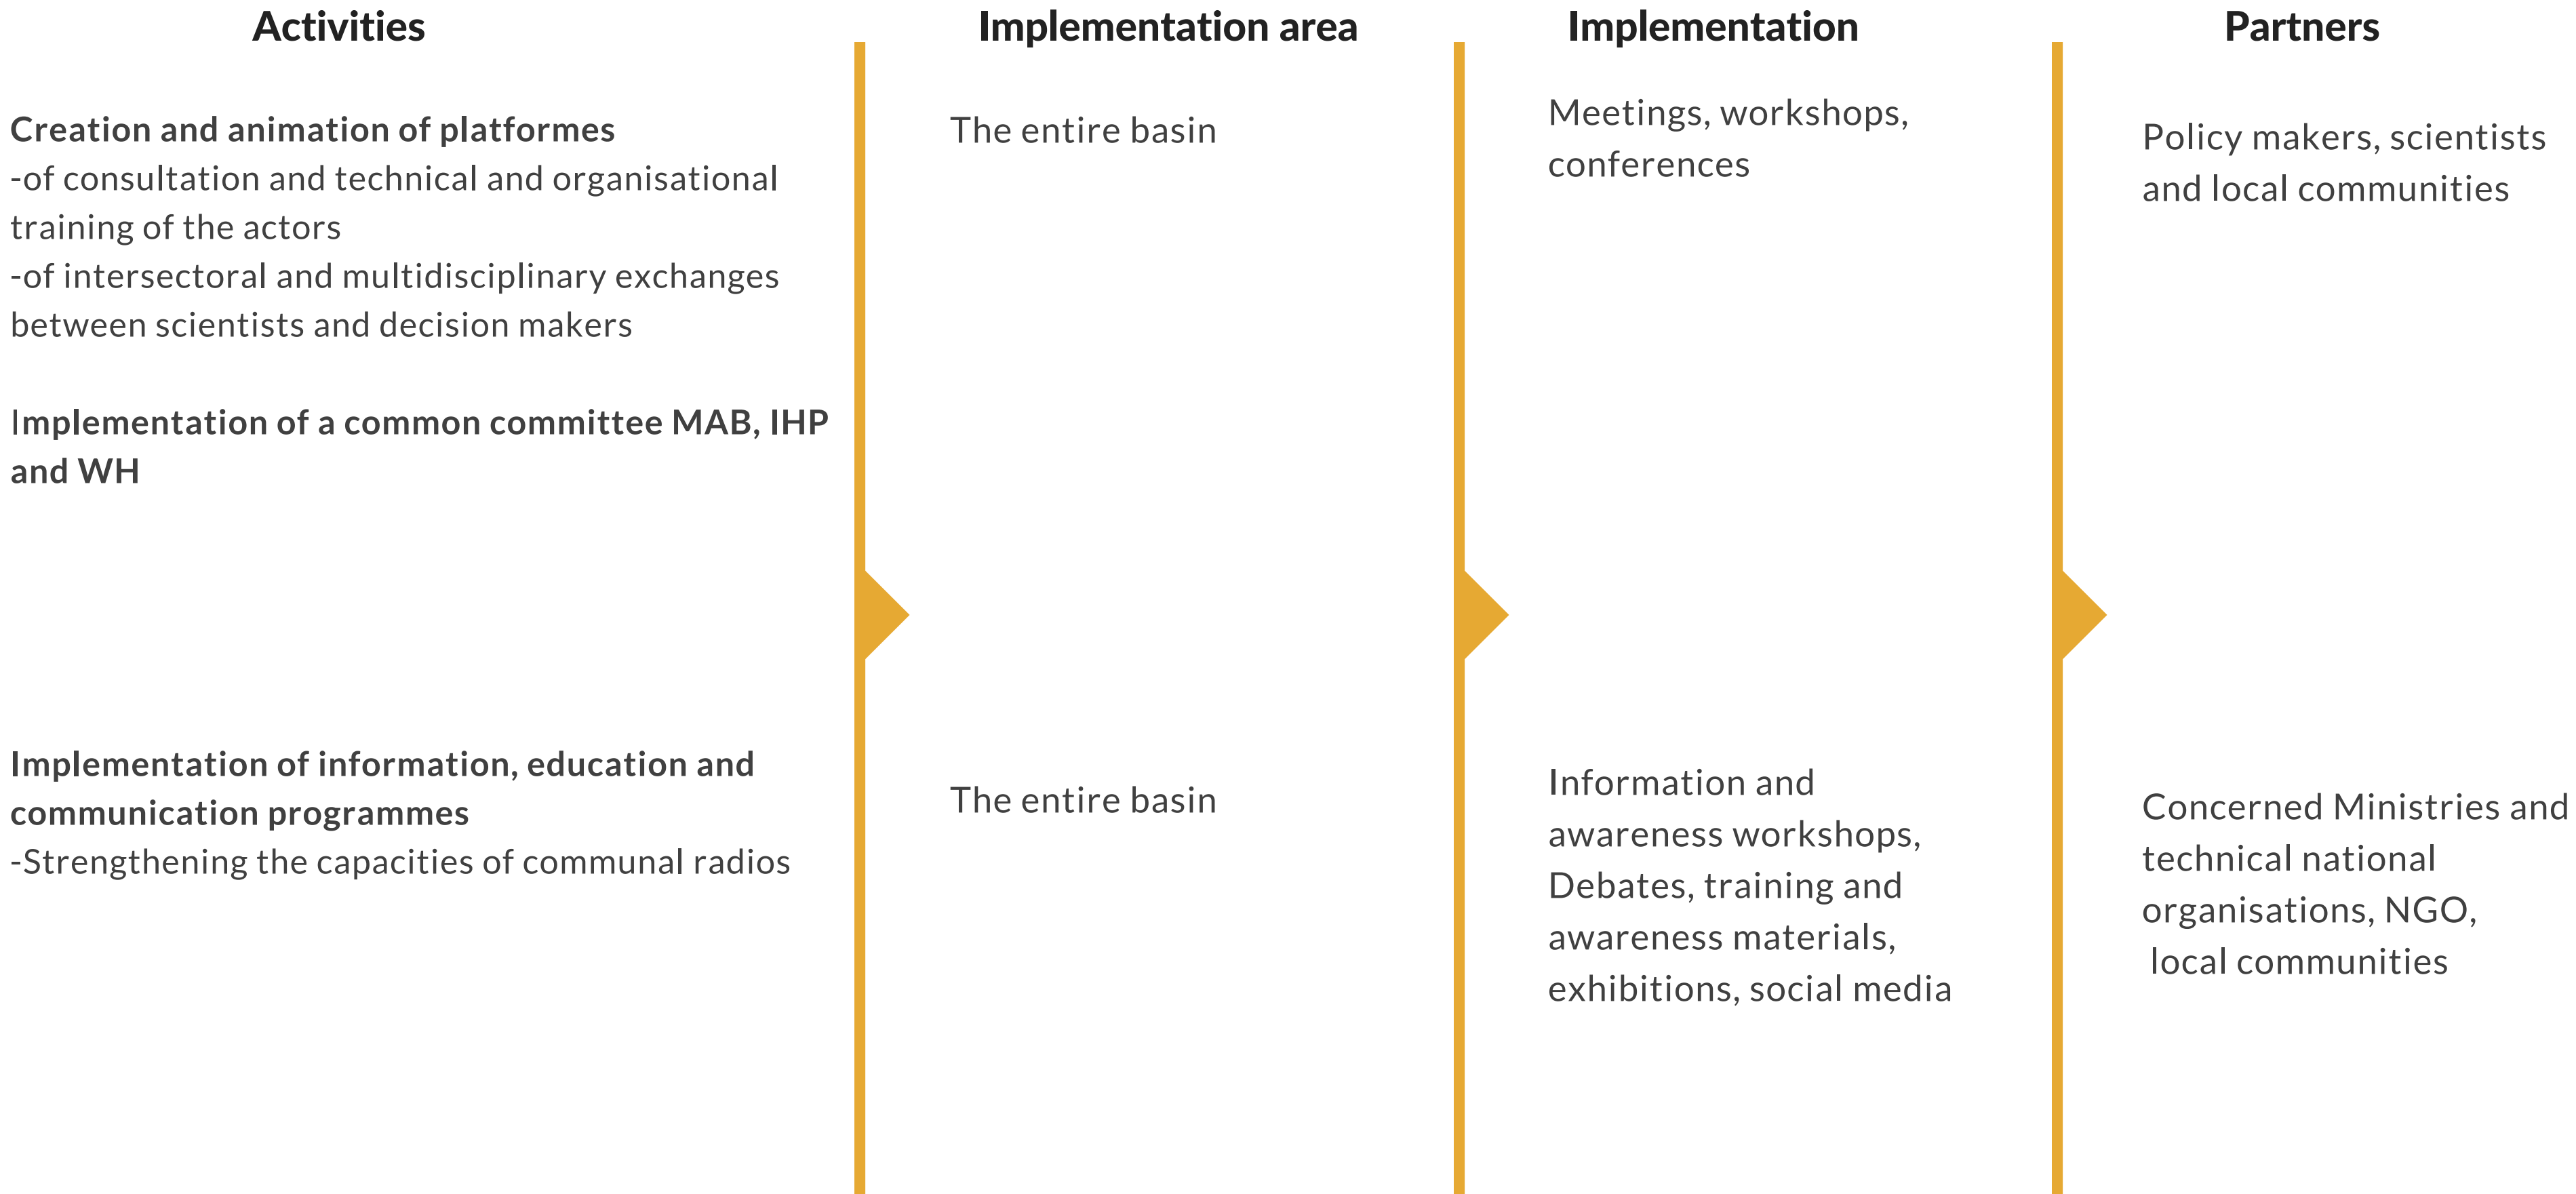 Activities
Implementation area
Implementation
Partners
Creation and animation of platformes
-of consultation and technical and organisational
training of the actors
-of intersectoral and multidisciplinary exchanges
between scientists and decision makers
Implementation of a common committee MAB, IHP
and WH
The entire basin
Meetings, workshops,
conferences
Policy makers, scientists
and local communities
Implementation of information, education and
communication programmes
-Strengthening the capacities of communal radios
The entire basin
Information and
awareness workshops,
Debates, training and
awareness materials,
exhibitions, social media
Concerned Ministries and
technical national
organisations, NGO,
local communities